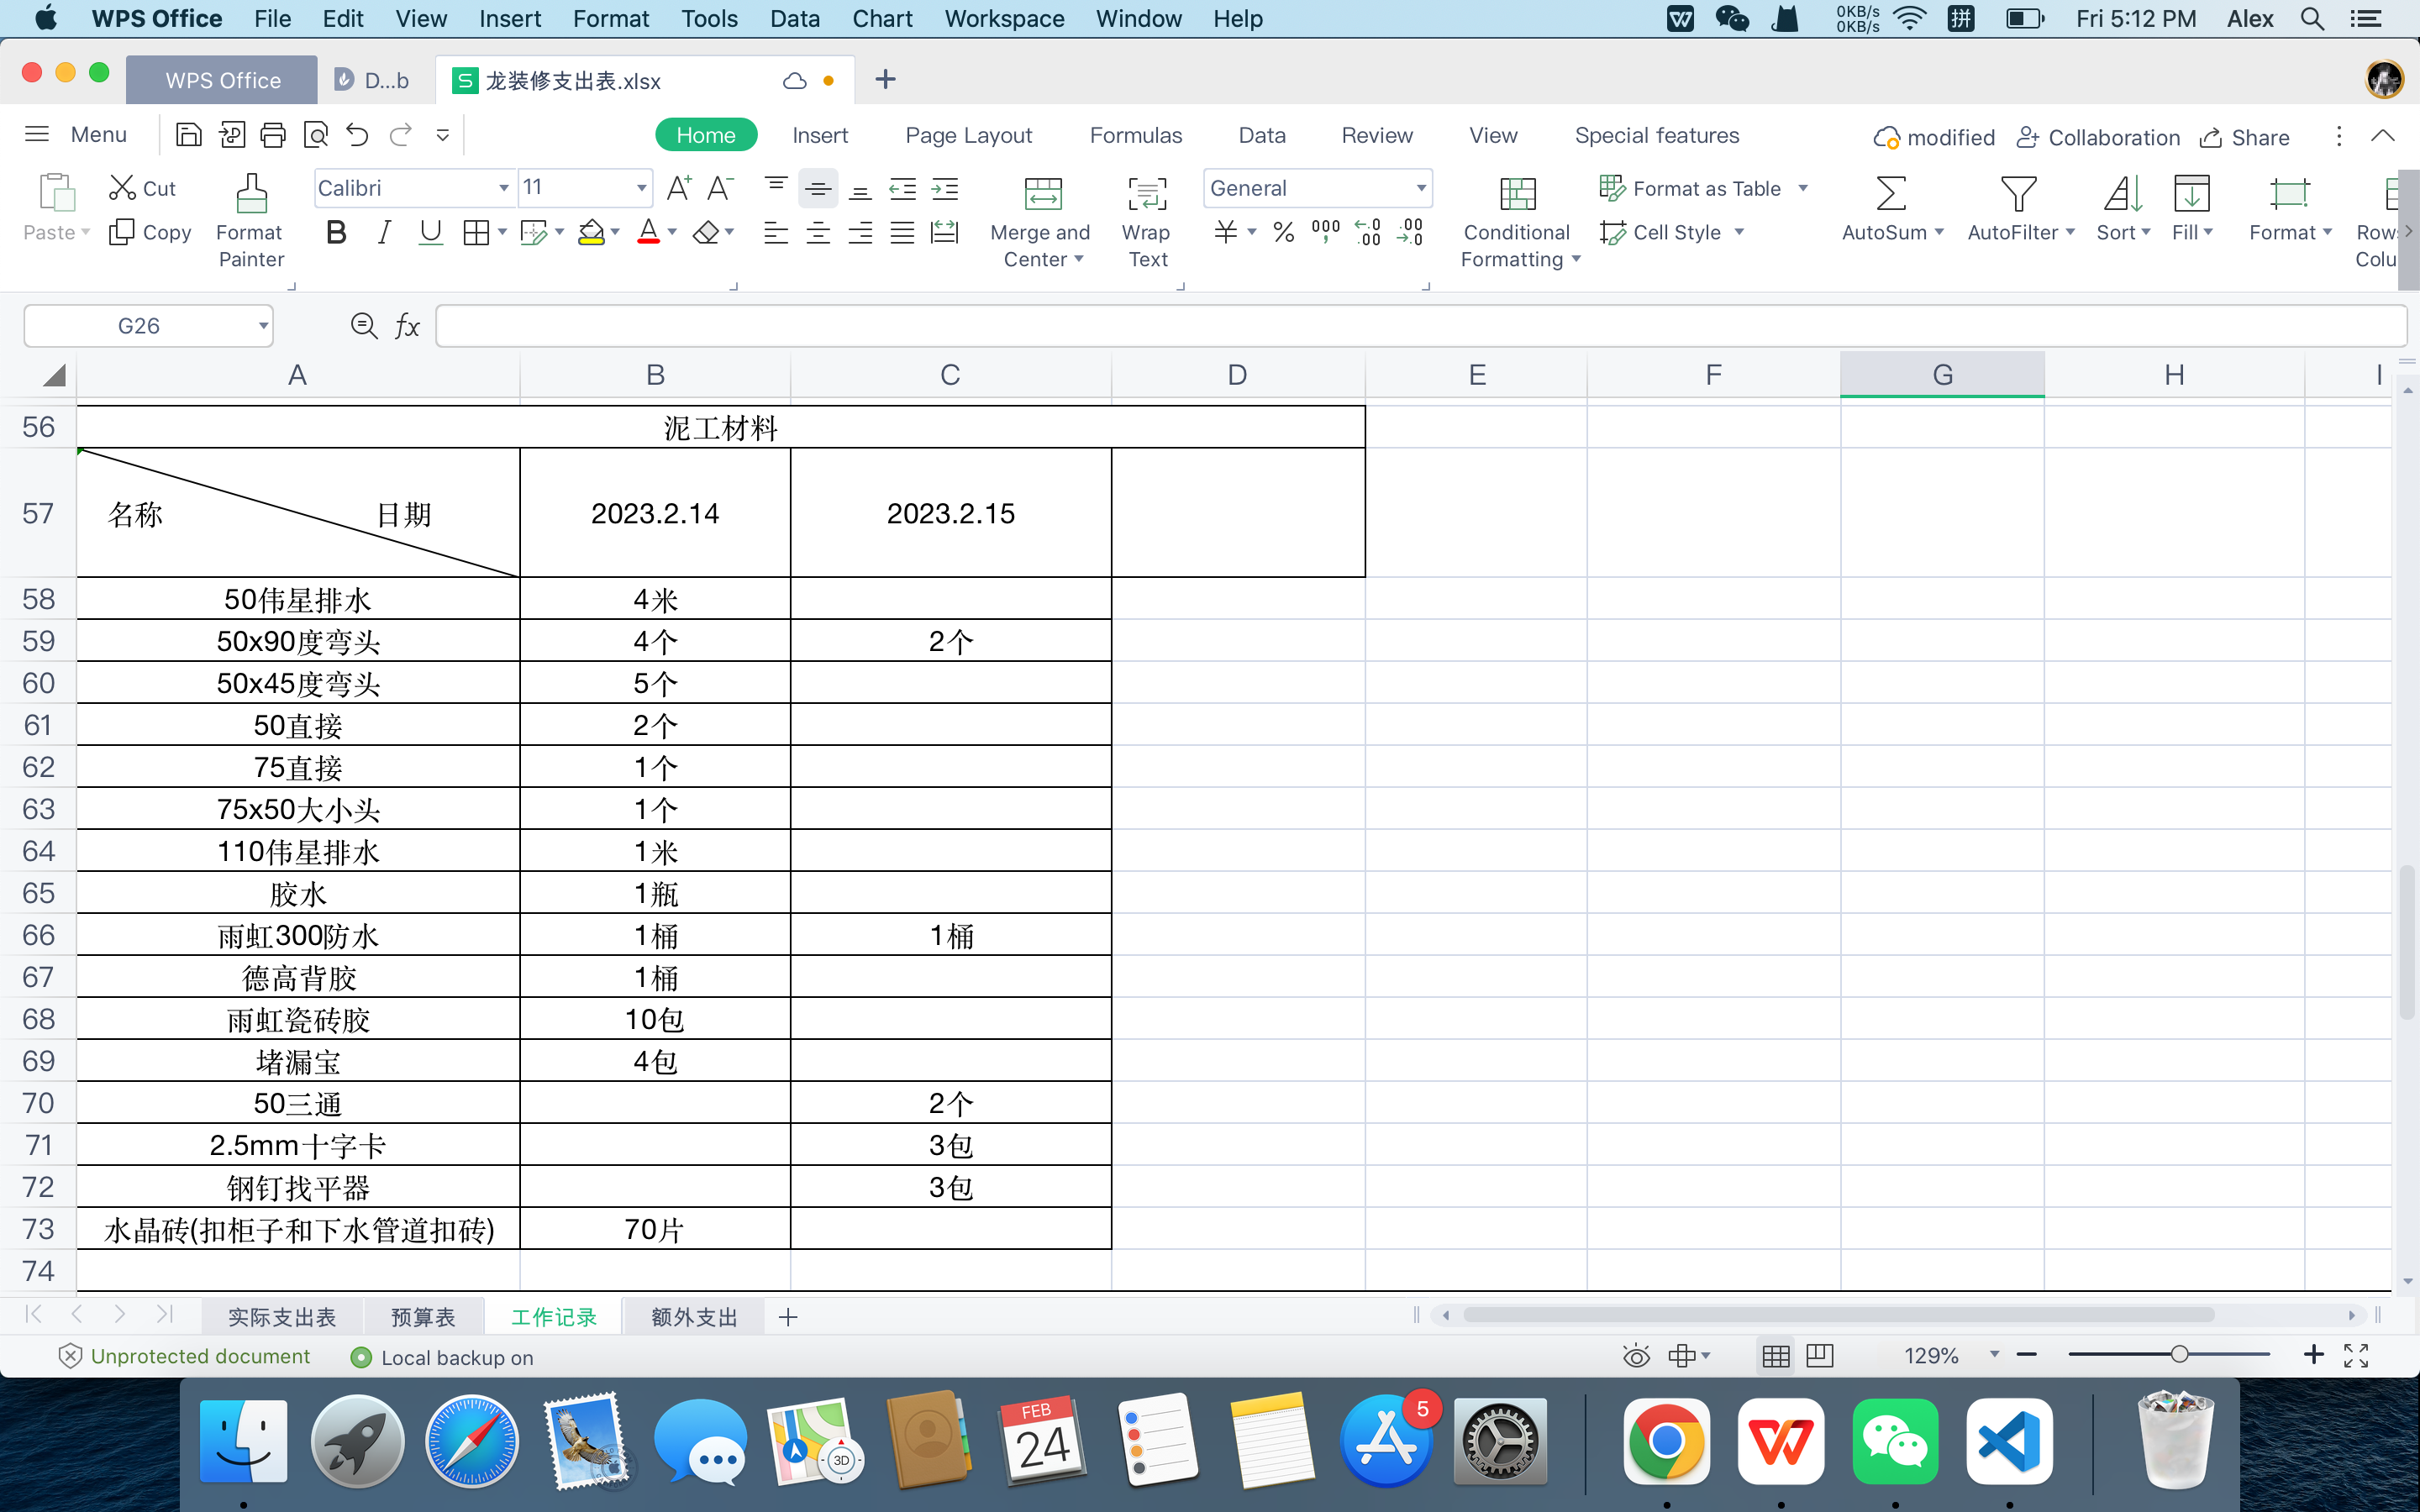 WPS Office File Edit View Insert Format Tools Data Chart Workspace Window Help 0KB/s 0KB/s 拼 Fri 5:12 PM Alex
WPS Office D...b 龙装修支出表.xlsx
Menu Home Insert Page Layout Formulas Data Review View Special features modified Collaboration Share
Paste Cut Copy Format Painter Calibri 11 Merge and Center Wrap Text General Conditional Formatting Format as Table Cell Style AutoSum AutoFilter Sort Fill Format Row Colu
G26 fx
A B C D E F G H I
56 泥工材料
57 名称 日期 2023.2.14 2023.2.15
58 50伟星排水 4米
59 50x90度弯头 4个 2个
60 50x45度弯头 5个
61 50直接 2个
62 75直接 1个
63 75x50大小头 1个
64 110伟星排水 1米
65 胶水 1瓶
66 雨虹300防水 1桶 1桶
67 德高背胶 1桶
68 雨虹瓷砖胶 10包
69 堵漏宝 4包
70 50三通 2个
71 2.5mm十字卡 3包
72 钢钉找平器 3包
73 水晶砖(扣柜子和下水管道扣砖) 70片
74
实际支出表 预算表 工作记录 额外支出
Unprotected document Local backup on 129%
3D FEB 24 5